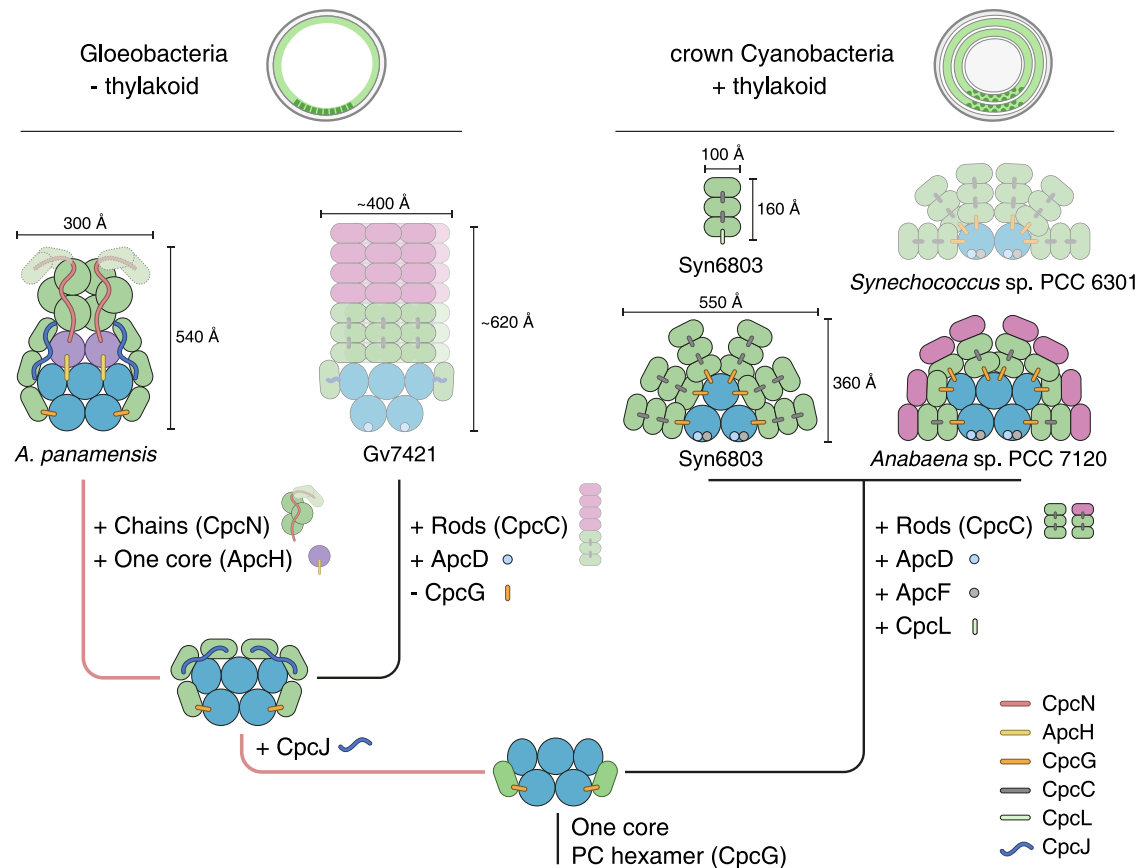 Gloeobacteria
- thylakoid
crown Cyanobacteria
+ thylakoid
300 Å
540 Å
A. panamensis
~400 Å
~620 Å
Gv7421
100 Å
160 Å
Syn6803
Synechococcus sp. PCC 6301
550 Å
360 Å
Syn6803
Anabaena sp. PCC 7120
+ Chains (CpcN)
+ One core (ApcH)
+ Rods (CpcC)
+ ApcD
- CpcG
+ Rods (CpcC)
+ ApcD
+ ApcF
+ CpcL
+ CpcJ
One core
PC hexamer (CpcG)
CpcN
ApcH
CpcG
CpcC
CpcL
CpcJ